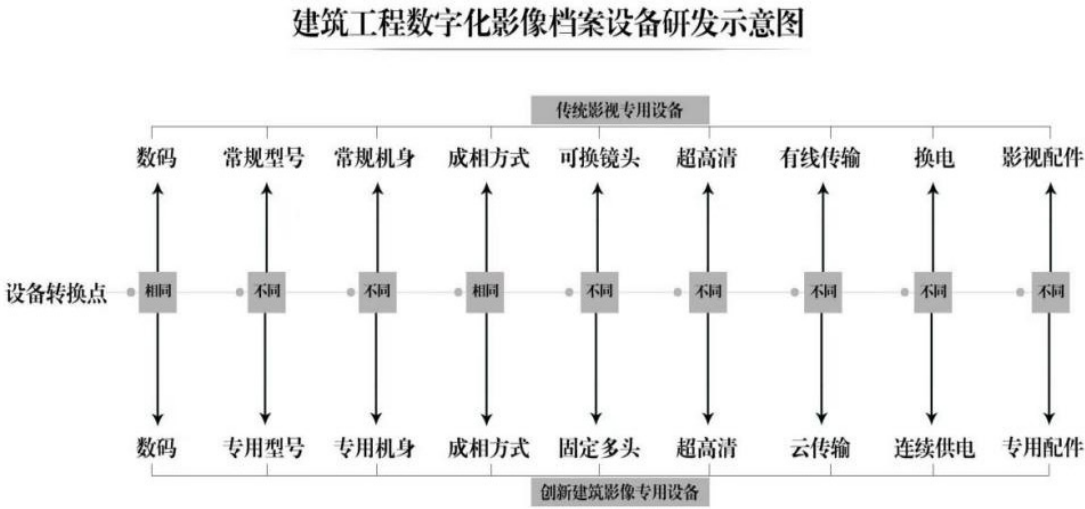 建筑工程数字化影像档案设备研发示意图
传统影视专用设备
数码 常规型号 常规机身 成相方式 可换镜头 超高清 有线传输 换电 影视配件
设备转换点 相同 不同 不同 相同 不同 不同 不同 不同 不同
数码 专用型号 专用机身 成相方式 固定多头 超高清 云传输 连续供电 专用配件
创新建筑影像专用设备